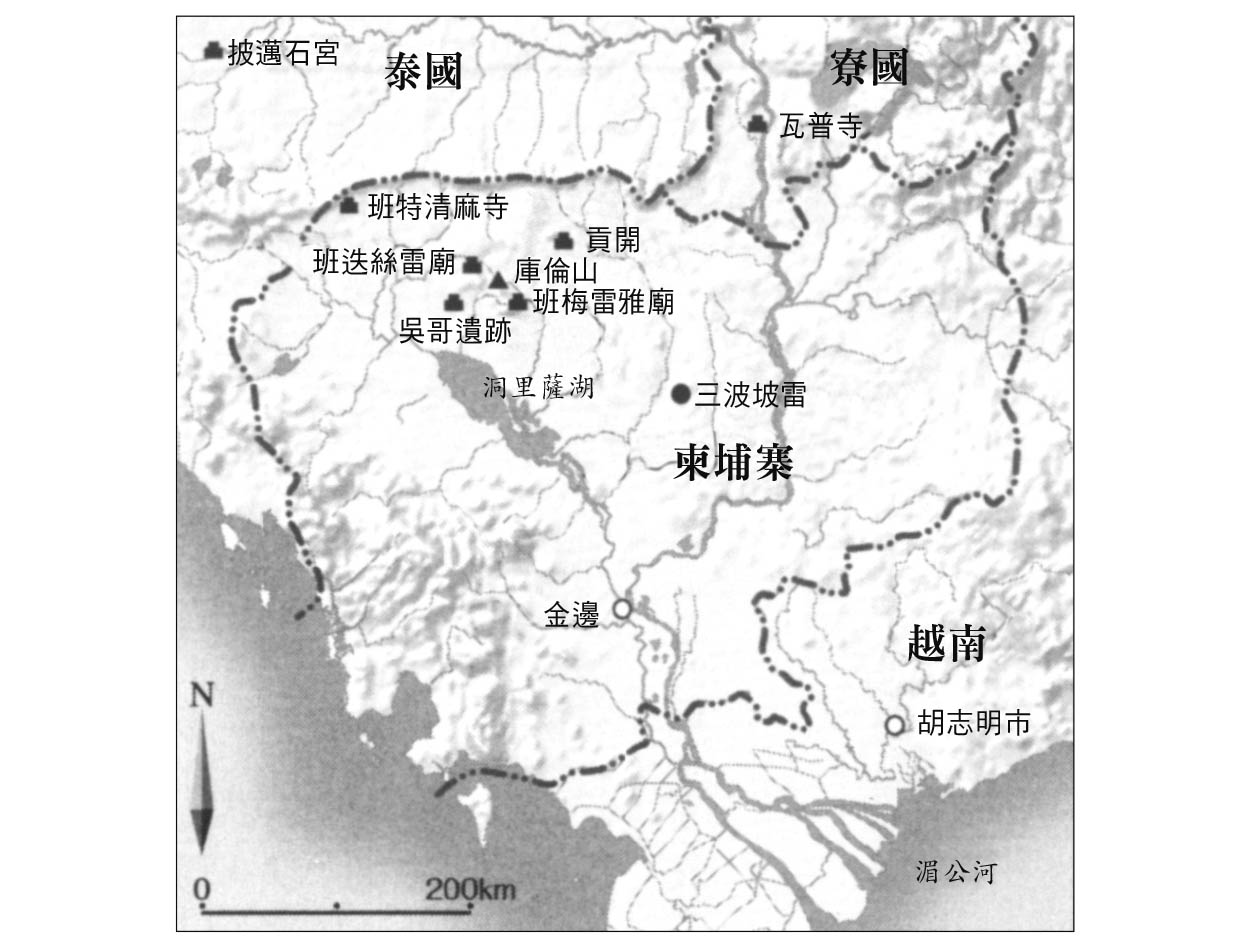 披邁石宮
泰國
寮國
瓦普寺
班特清麻寺
貢開
班迭絲雷廟
庫倫山
班梅雷雅廟
吳哥遺跡
洞里薩湖
三波坡雷
柬埔寨
金邊
越南
N
胡志明市
湄公河
0
200km